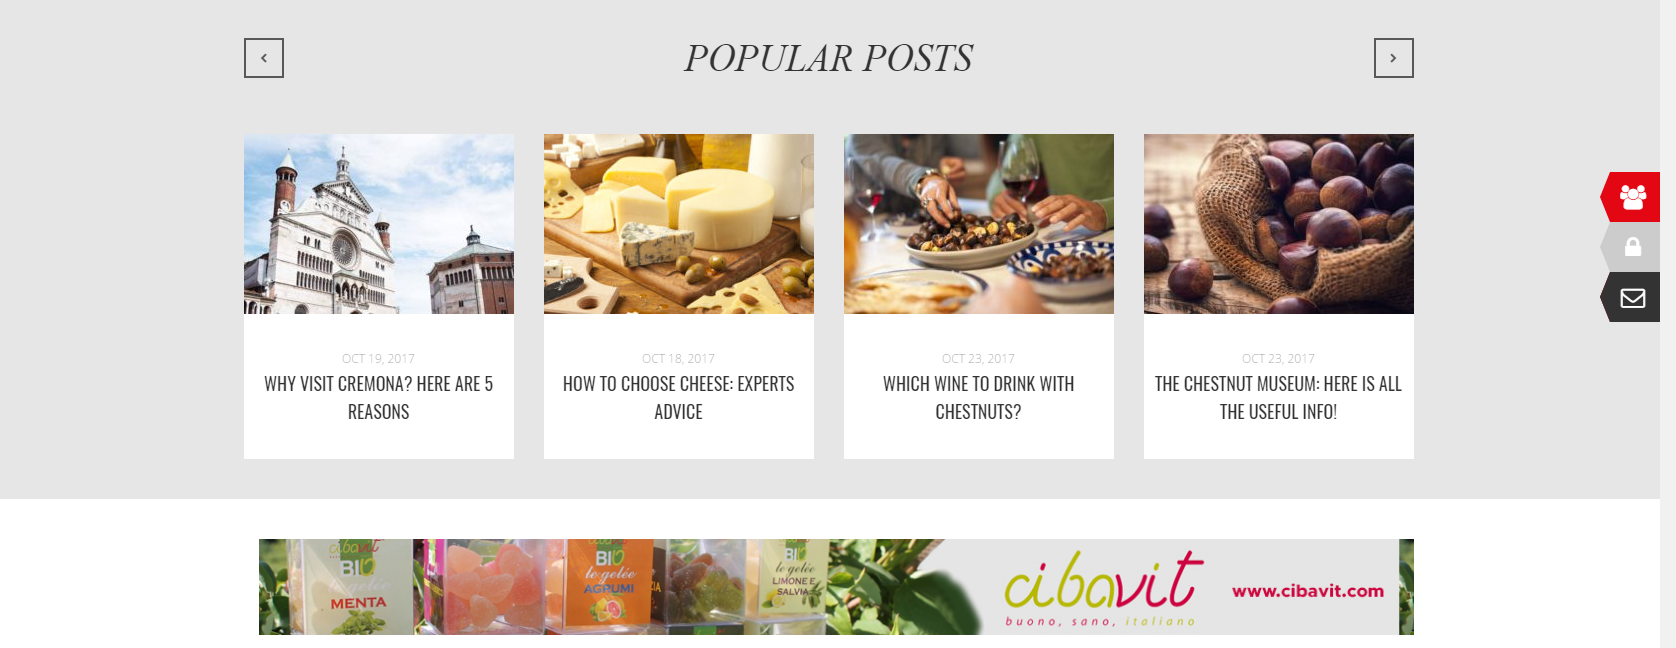 POPULAR POSTS
OCT 19, 2017
WHY VISIT CREMONA? HERE ARE 5
REASONS
OCT 18, 2017
HOW TO CHOOSE CHEESE: EXPERTS
ADVICE
OCT 23, 2017
WHICH WINE TO DRINK WITH
CHESTNUTS?
OCT 23, 2017
THE CHESTNUT MUSEUM: HERE IS ALL
THE USEFUL INFO!
cibavit
BIO
MENTA
BIO
le gelée
AGRUMI
BIO
le gelée
LIMONE E
SALVIA
cibavit
buono, sano, italiano
www.cibavit.com